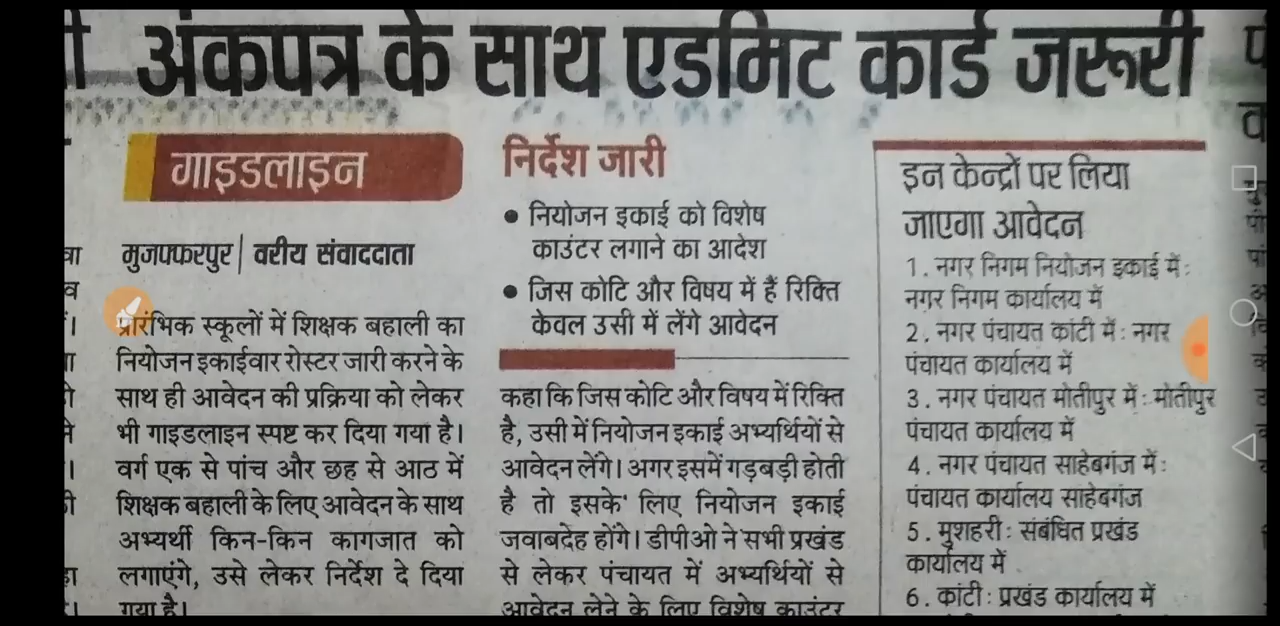 अंकपत्र के साथ एडमिट कार्ड जरूरी
गाइडलाइन
मुजफ्फरपुर | वरीय संवाददाता
प्रारंभिक स्कूलों में शिक्षक बहाली का
नियोजन इकाईवार रोस्टर जारी करने के
साथ ही आवेदन की प्रक्रिया को लेकर
भी गाइडलाइन स्पष्ट कर दिया गया है।
वर्ग एक से पांच और छह से आठ में
शिक्षक बहाली के लिए आवेदन के साथ
अभ्यर्थी किन-किन कागजात को
लगाएंगे, उसे लेकर निर्देश दे दिया
गया है।
निर्देश जारी
• नियोजन इकाई को विशेष
काउंटर लगाने का आदेश
• जिस कोटि और विषय में हैं रिक्ति
केवल उसी में लेंगे आवेदन
कहा कि जिस कोटि और विषय में रिक्ति
है, उसी में नियोजन इकाई अभ्यर्थियों से
आवेदन लेंगे। अगर इसमें गड़बड़ी होती
है तो इसके लिए नियोजन इकाई
जवाबदेह होंगे। डीपीओ ने सभी प्रखंड
से लेकर पंचायत में अभ्यर्थियों से
आवेदन लेने के लिए विशेष काउंटर
इन केन्द्रों पर लिया
जाएगा आवेदन
1. नगर निगम नियोजन इकाई में :
नगर निगम कार्यालय में
2. नगर पंचायत कांटी में : नगर
पंचायत कार्यालय में
3. नगर पंचायत मोतीपुर में : मोतीपुर
पंचायत कार्यालय में
4. नगर पंचायत साहेबगंज में :
पंचायत कार्यालय साहेबगंज
5. मुशहरी : संबंधित प्रखंड
कार्यालय में
6. कांटी : प्रखंड कार्यालय में